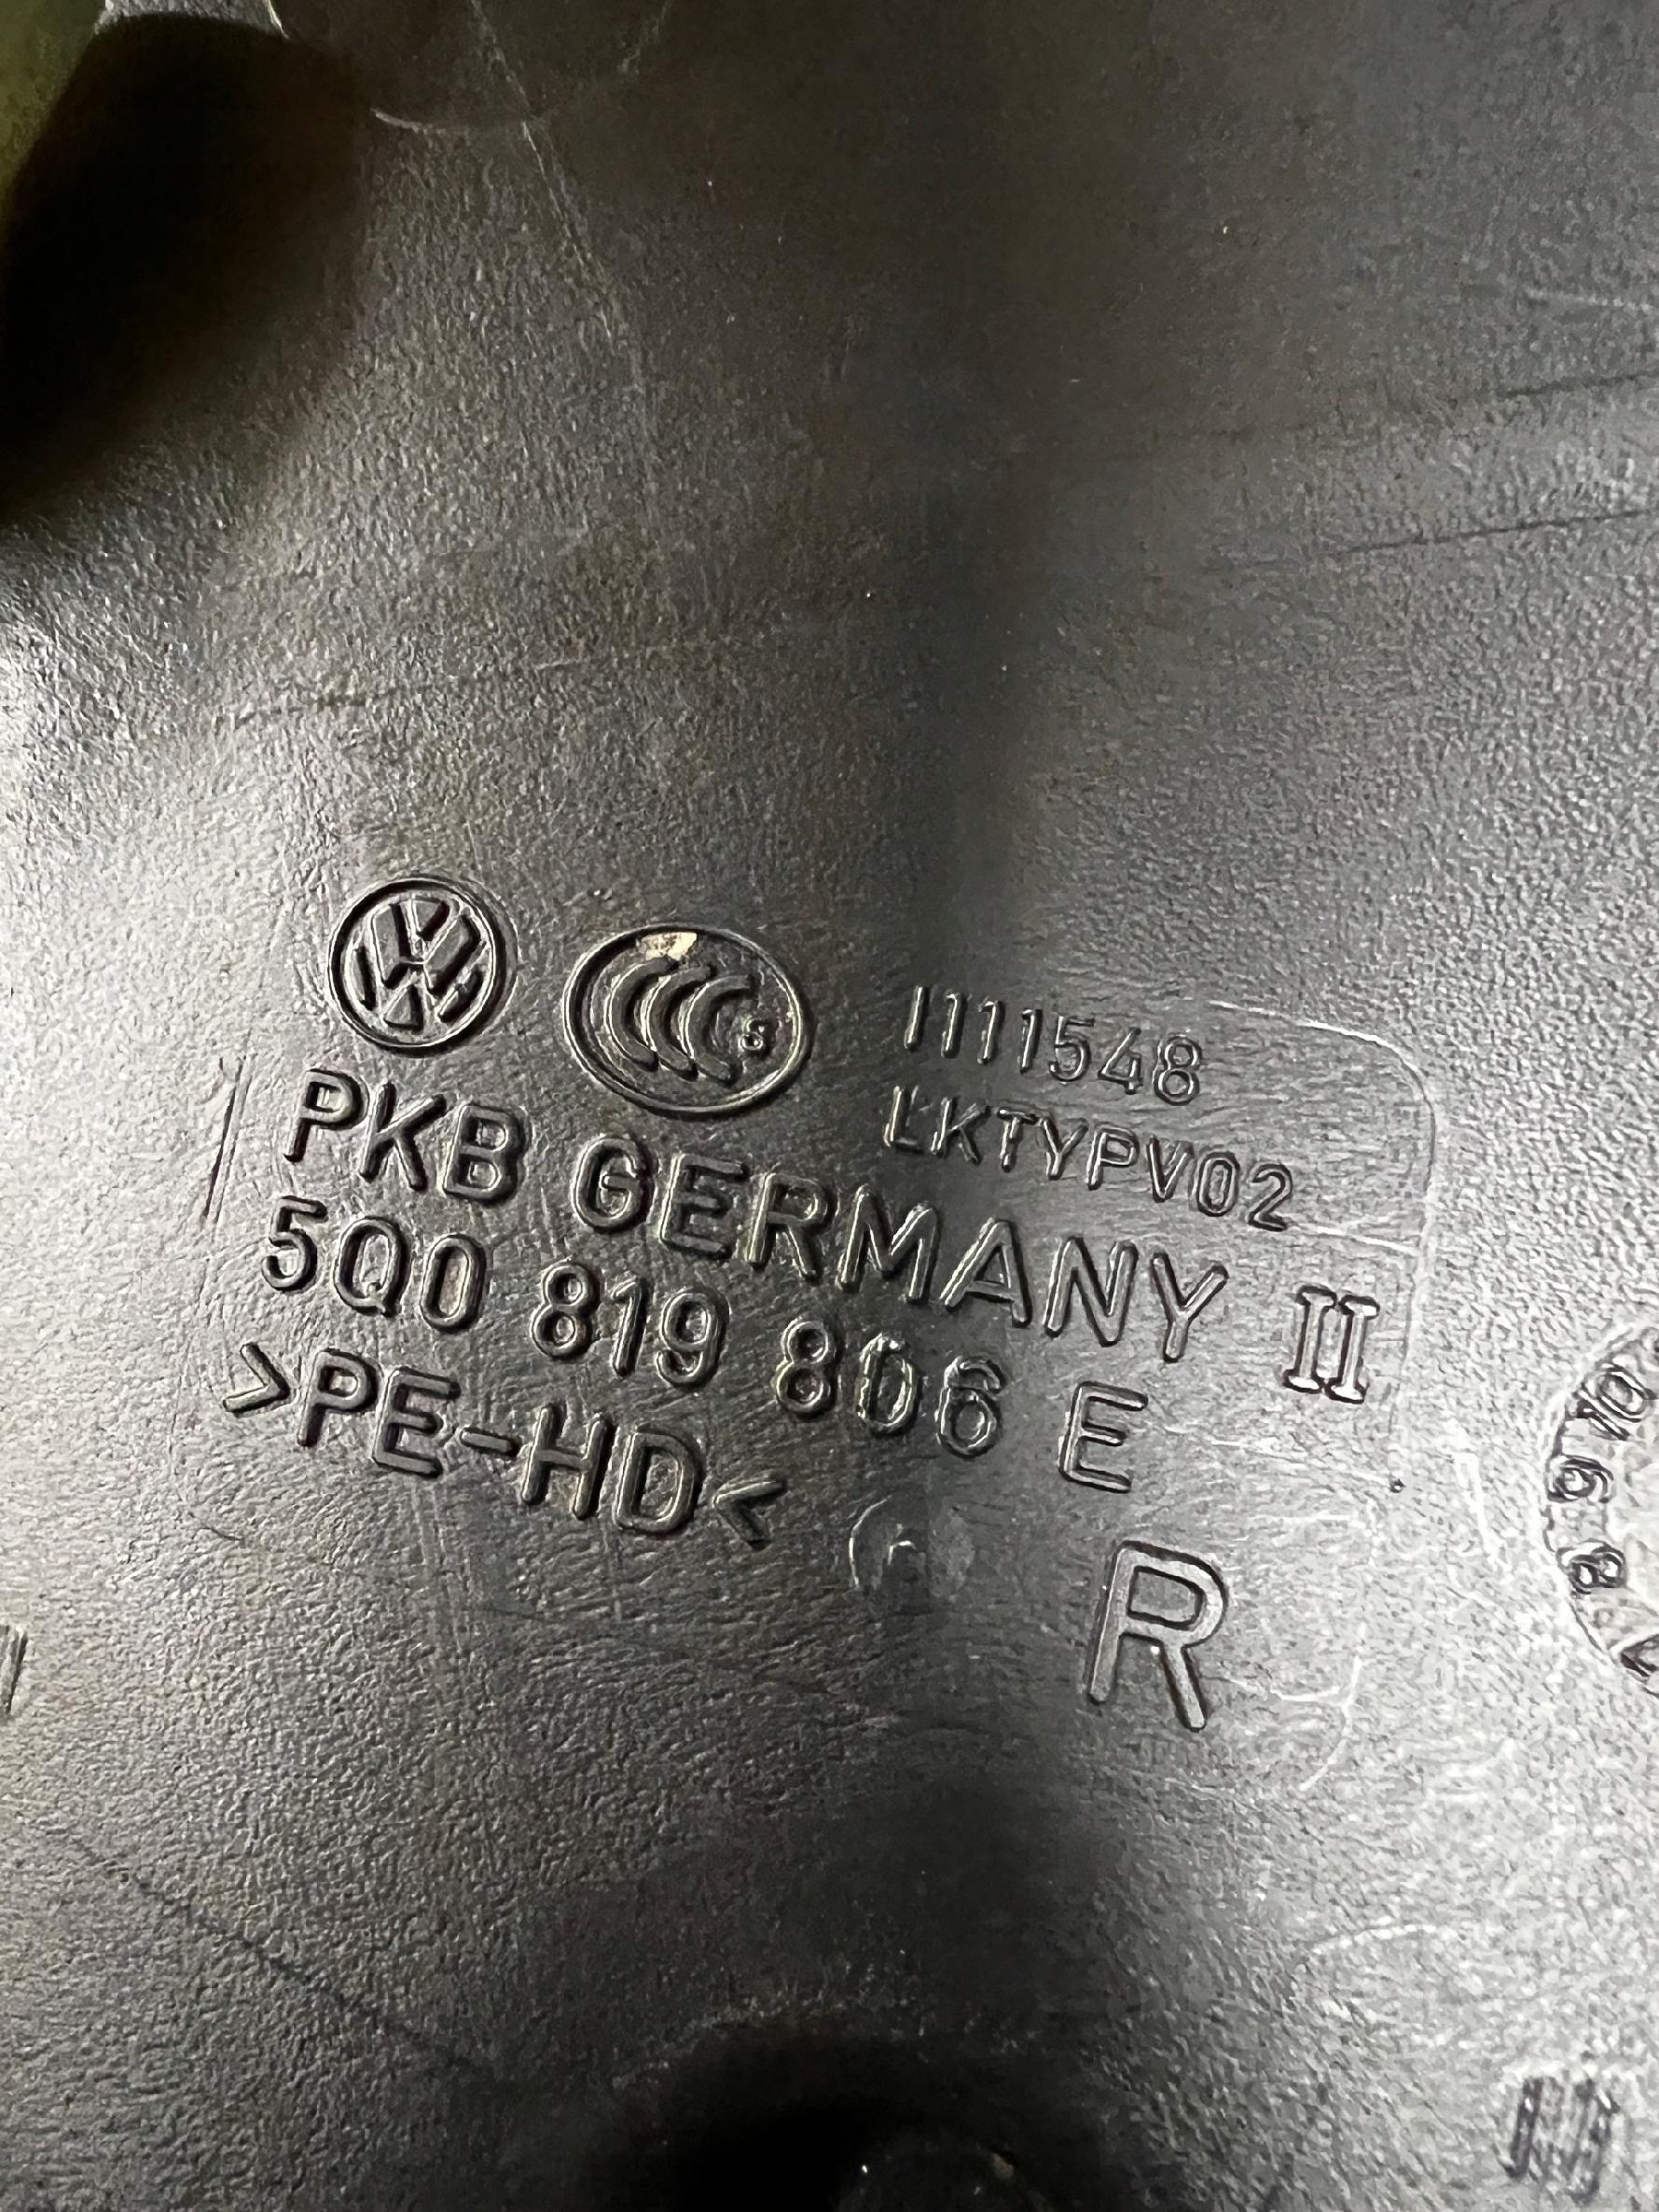 1111548
LKTYPV02
PKB GERMANY II
5Q0 819 806 E
>PE-HD<
R